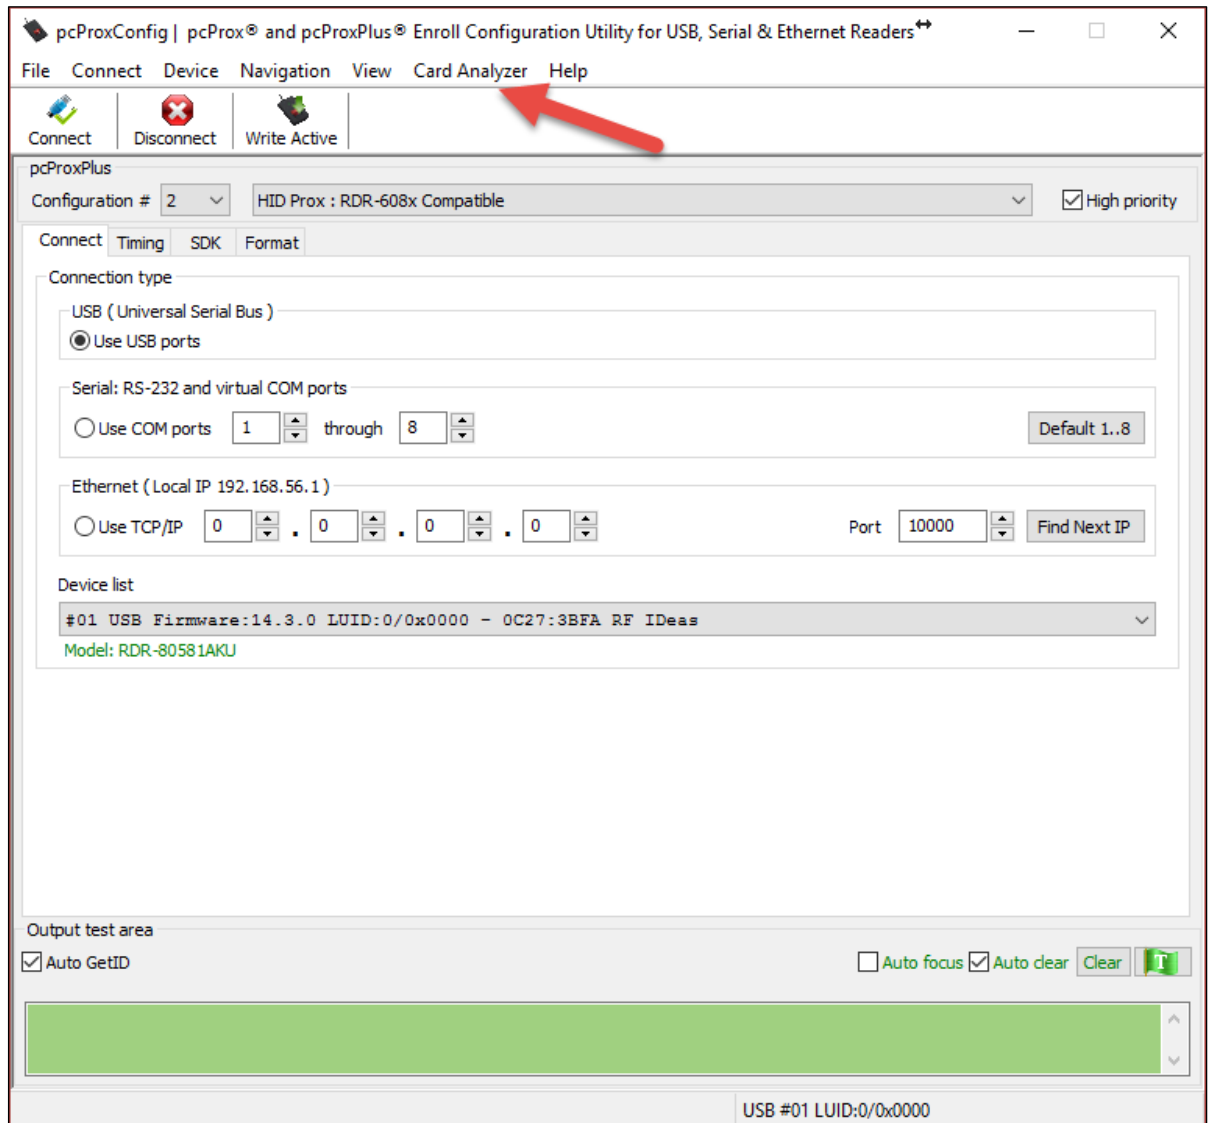 pcProxConfig | pcProx® and pcProxPlus® Enroll Configuration Utility for USB, Serial & Ethernet Readers
File Connect Device Navigation View Card Analyzer Help
Connect Disconnect Write Active
pcProxPlus
Configuration # 2 HID Prox : RDR-608x Compatible High priority
Connect Timing SDK Format
Connection type
USB ( Universal Serial Bus )
Use USB ports
Serial: RS-232 and virtual COM ports
Use COM ports 1 through 8 Default 1..8
Ethernet ( Local IP 192.168.56.1 )
Use TCP/IP 0 . 0 . 0 . 0 Port 10000 Find Next IP
Device list
#01 USB Firmware:14.3.0 LUID:0/0x0000 - 0C27:3BFA RF IDeas
Model: RDR-80581AKU
Output test area
Auto GetID Auto focus Auto clear Clear T
USB #01 LUID:0/0x0000